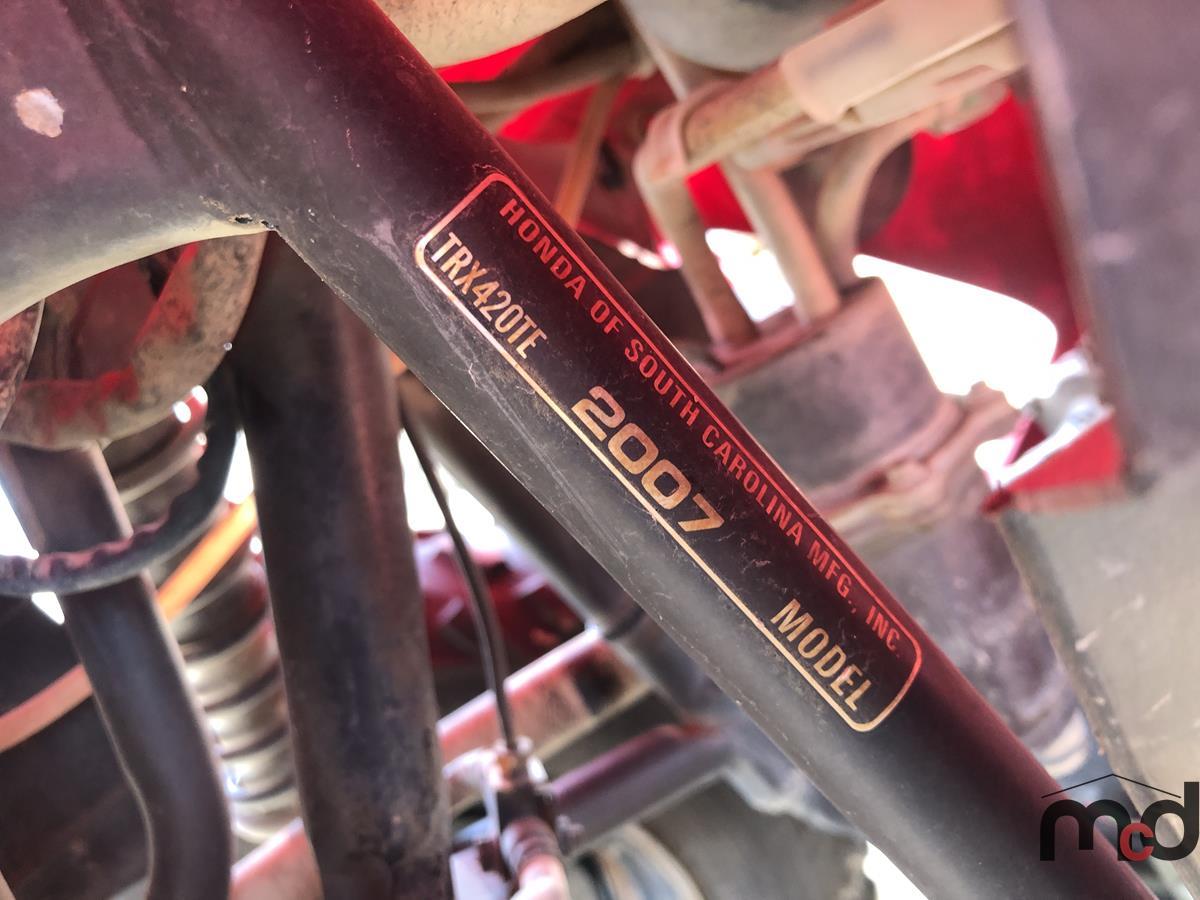 HONDA OF SOUTH CAROLINA MFG., INC.
TRX420TE 2007 MODEL
mcd